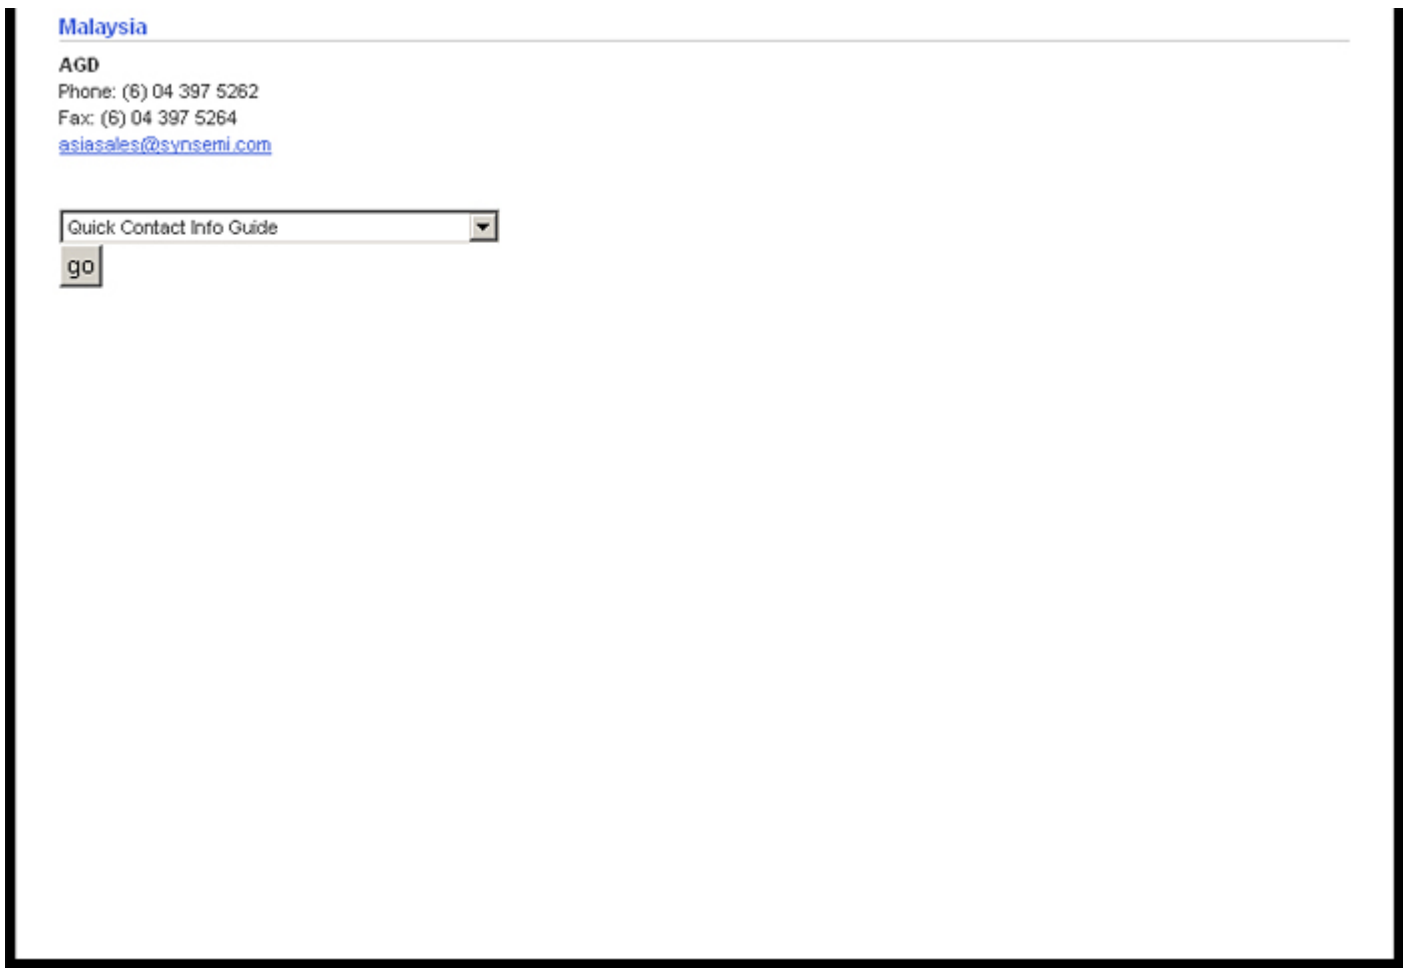 Malaysia
AGD
Phone: (6) 04 397 5262
Fax: (6) 04 397 5264
asiasales@synsemi.com
Quick Contact Info Guide
go